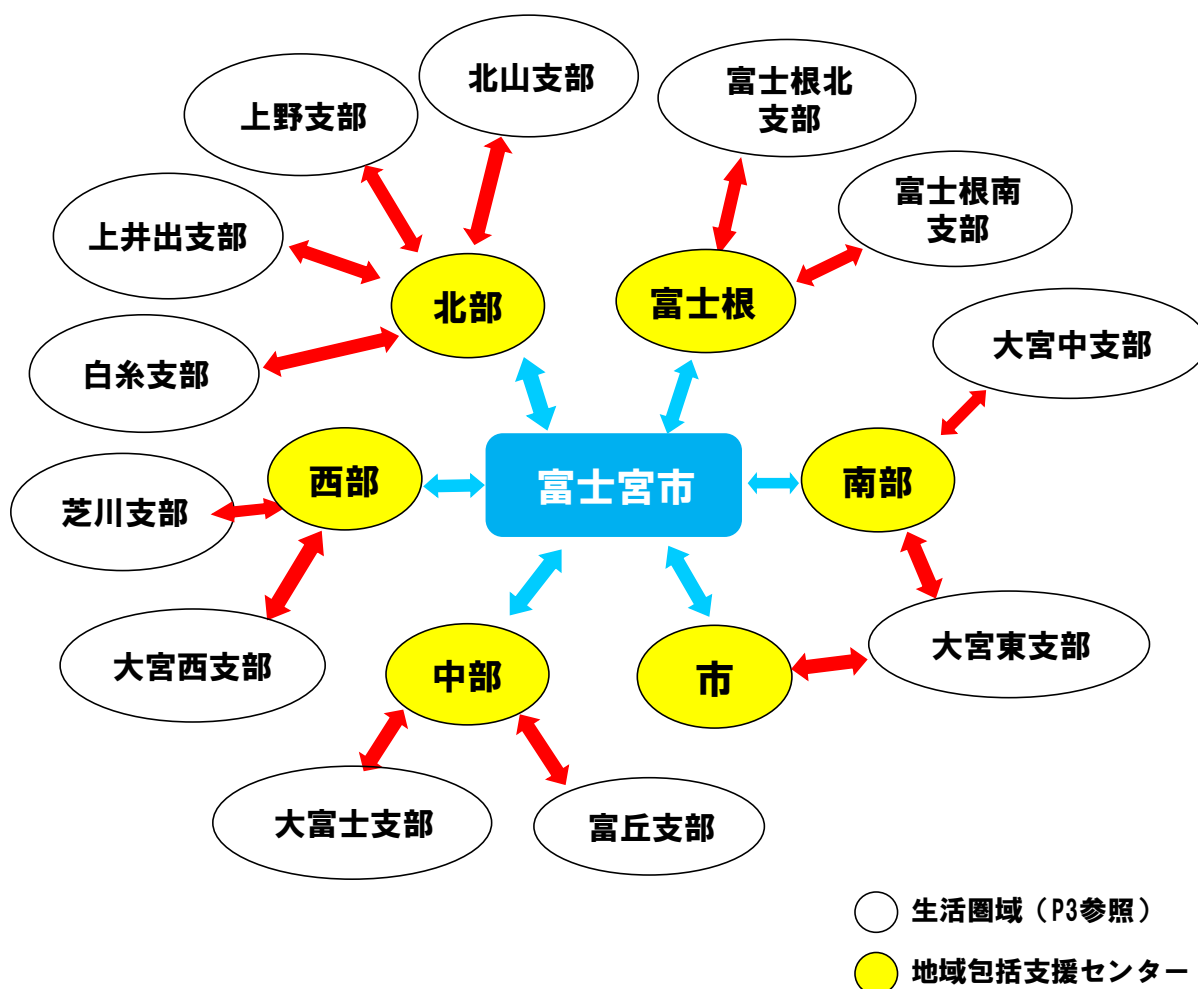 北山支部
富士根北
支部
上野支部
富士根南
支部
上井出支部
北部
富士根
大宮中支部
白糸支部
西部
富士宮市
南部
芝川支部
大宮西支部
中部
市
大宮東支部
大富士支部
富丘支部
生活圏域（P3参照）
地域包括支援センター